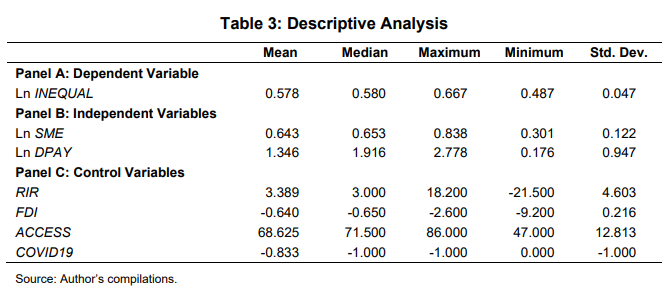 Table 3: Descriptive Analysis
Mean Median Maximum Minimum Std. Dev.
Panel A: Dependent Variable
Ln INEQUAL 0.578 0.580 0.667 0.487 0.047
Panel B: Independent Variables
Ln SME 0.643 0.653 0.838 0.301 0.122
Ln DPAY 1.346 1.916 2.778 0.176 0.947
Panel C: Control Variables
RIR 3.389 3.000 18.200 -21.500 4.603
FDI -0.640 -0.650 -2.600 -9.200 0.216
ACCESS 68.625 71.500 86.000 47.000 12.813
COVID19 -0.833 -1.000 -1.000 0.000 -1.000
Source: Author's compilations.